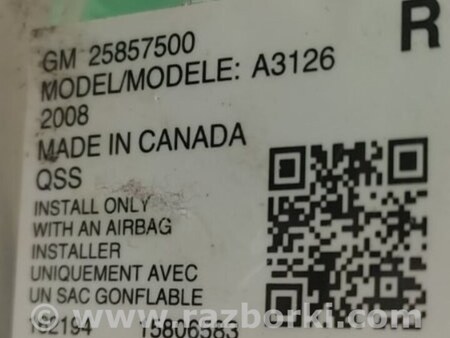 R
GM 25857500
MODEL/MODELE: A3126
2008
MADE IN CANADA
QSS
INSTALL ONLY
WITH AN AIRBAG
INSTALLER
UNIQUEMENT AVEC
UN SAC GONFLABLE
192194 15806583
www.razborki.com